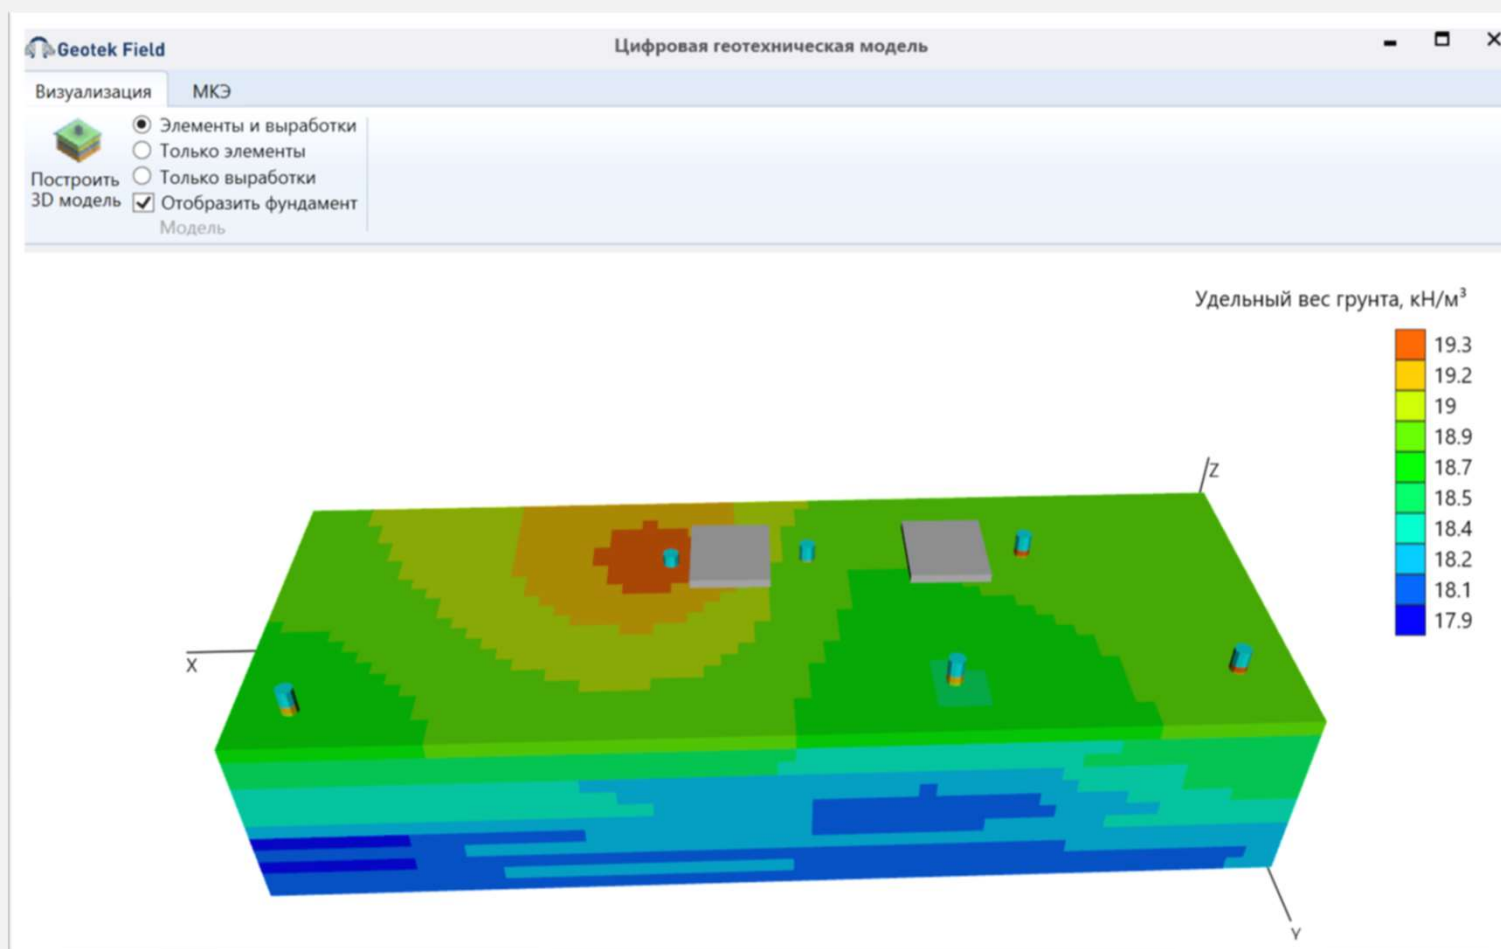 Geotek Field
Цифровая геотехническая модель
Визуализация
МКЭ
Построить
3D модель
Элементы и выработки
Только элементы
Только выработки
Отобразить фундамент
Модель
Удельный вес грунта, кН/м³
19.3
19.2
19
18.9
18.7
18.5
18.4
18.2
18.1
17.9
Z
X
Y